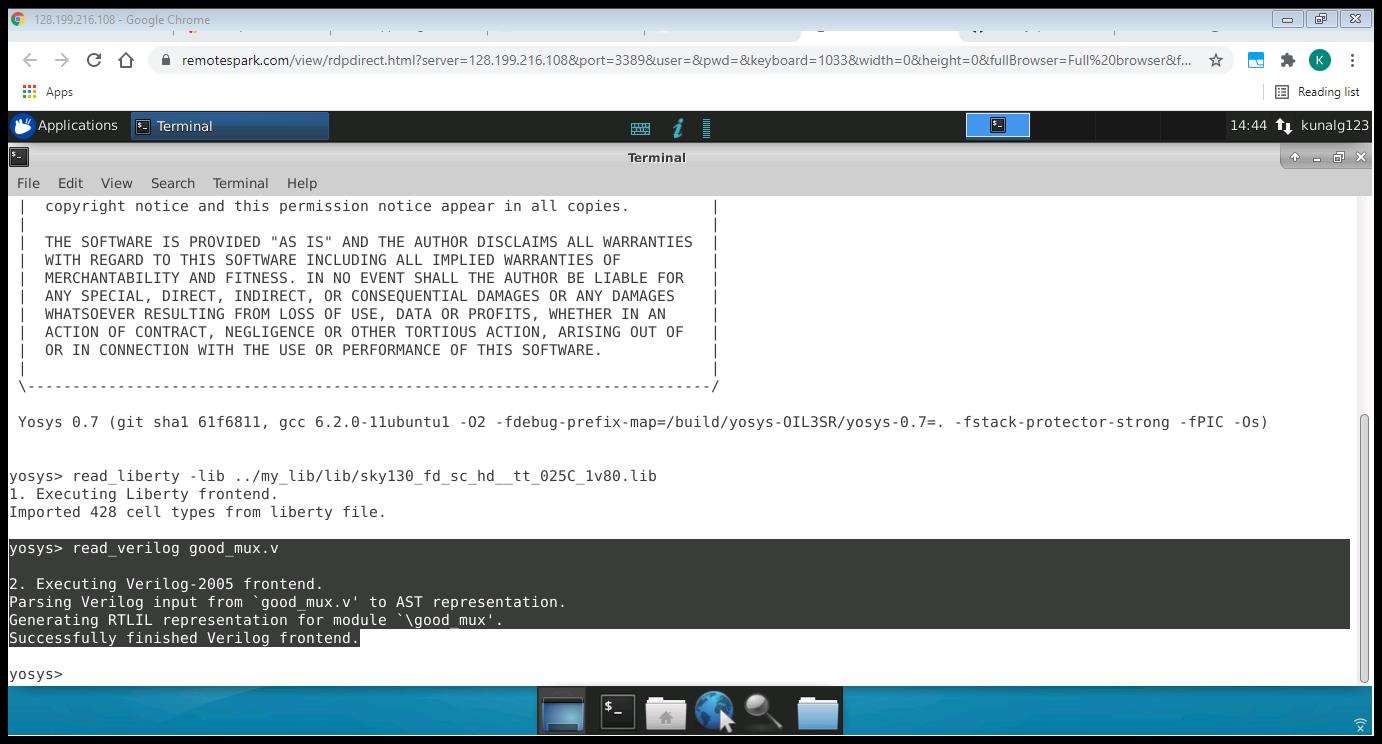 128.199.216.108 - Google Chrome
remotespark.com/view/rdpdirect.html?server=128.199.216.108&port=3389&user=&pwd=&keyboard=1033&width=0&height=0&fullBrowser=Full%20browser&f...
K
Apps
Reading list
Applications
Terminal
14:44
kunalg123
Terminal
File Edit View Search Terminal Help
| copyright notice and this permission notice appear in all copies. |
| |
| THE SOFTWARE IS PROVIDED "AS IS" AND THE AUTHOR DISCLAIMS ALL WARRANTIES |
| WITH REGARD TO THIS SOFTWARE INCLUDING ALL IMPLIED WARRANTIES OF |
| MERCHANTABILITY AND FITNESS. IN NO EVENT SHALL THE AUTHOR BE LIABLE FOR |
| ANY SPECIAL, DIRECT, INDIRECT, OR CONSEQUENTIAL DAMAGES OR ANY DAMAGES |
| WHATSOEVER RESULTING FROM LOSS OF USE, DATA OR PROFITS, WHETHER IN AN |
| ACTION OF CONTRACT, NEGLIGENCE OR OTHER TORTIOUS ACTION, ARISING OUT OF |
| OR IN CONNECTION WITH THE USE OR PERFORMANCE OF THIS SOFTWARE. |
| |
\----------------------------------------------------------------------------/
Yosys 0.7 (git sha1 61f6811, gcc 6.2.0-11ubuntu1 -O2 -fdebug-prefix-map=/build/yosys-OIL3SR/yosys-0.7=. -fstack-protector-strong -fPIC -Os)
yosys> read_liberty -lib ../my_lib/lib/sky130_fd_sc_hd__tt_025C_1v80.lib
1. Executing Liberty frontend.
Imported 428 cell types from liberty file.
yosys> read_verilog good_mux.v
2. Executing Verilog-2005 frontend.
Parsing Verilog input from `good_mux.v' to AST representation.
Generating RTLIL representation for module `\good_mux'.
Successfully finished Verilog frontend.
yosys>